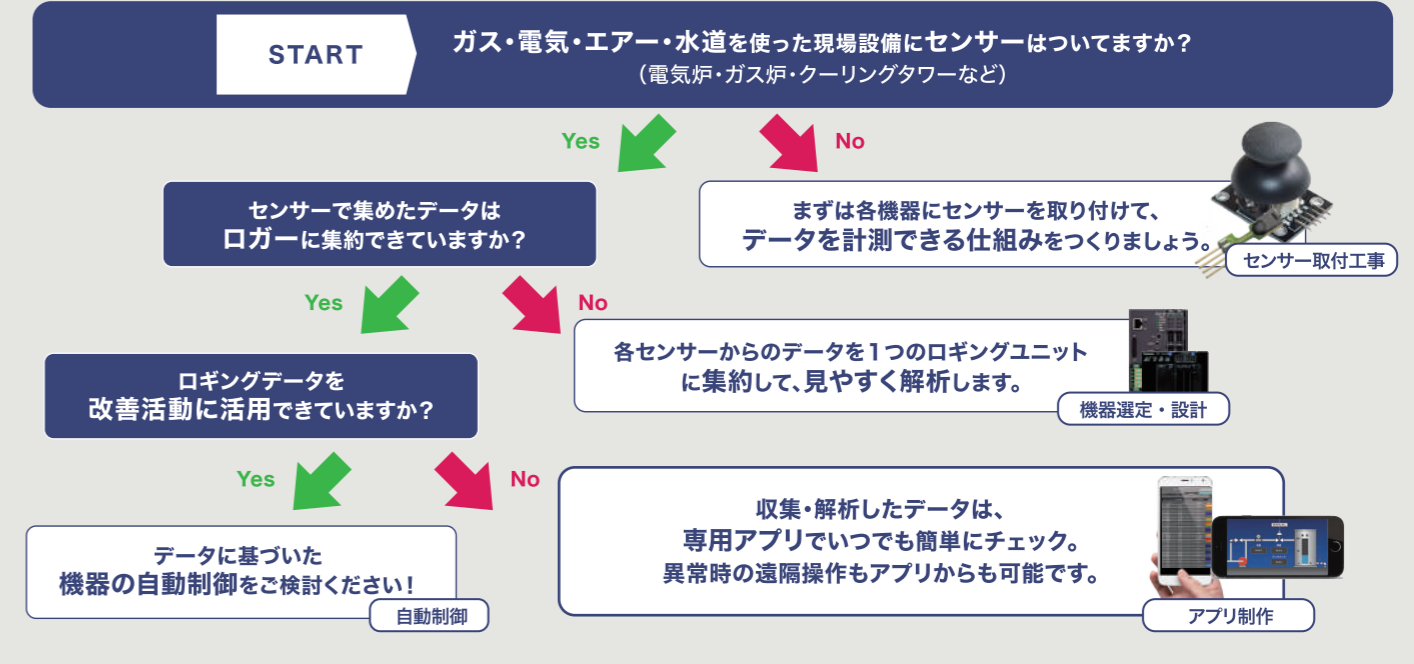 START
ガス・電気・エアー・水道を使った現場設備にセンサーはついてますか？
（電気炉・ガス炉・クーリングタワーなど）
Yes
No
センサーで集めたデータは
ロガーに集約できていますか？
まずは各機器にセンサーを取り付けて、
データを計測できる仕組みをつくりましょう。
センサー取付工事
Yes
No
ロギングデータを
改善活動に活用できていますか？
各センサーからのデータを1つのロギングユニット
に集約して、見やすく解析します。
機器選定・設計
Yes
No
データに基づいた
機器の自動制御をご検討ください！
自動制御
収集・解析したデータは、
専用アプリでいつでも簡単にチェック。
異常時の遠隔操作もアプリからも可能です。
アプリ制作